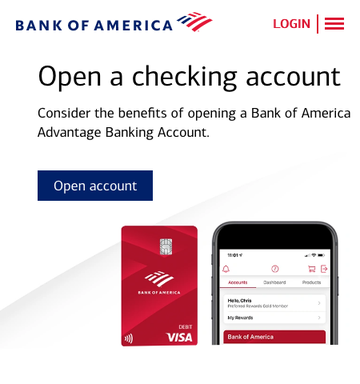 BANK OF AMERICA
LOGIN
Open a checking account
Consider the benefits of opening a Bank of America
Advantage Banking Account.
Open account
BANK OF AMERICA
DEBIT
VISA
11:01
Accounts Dashboard Products
Hello, Chris
Preferred Rewards Gold Member
My Rewards
Bank of America